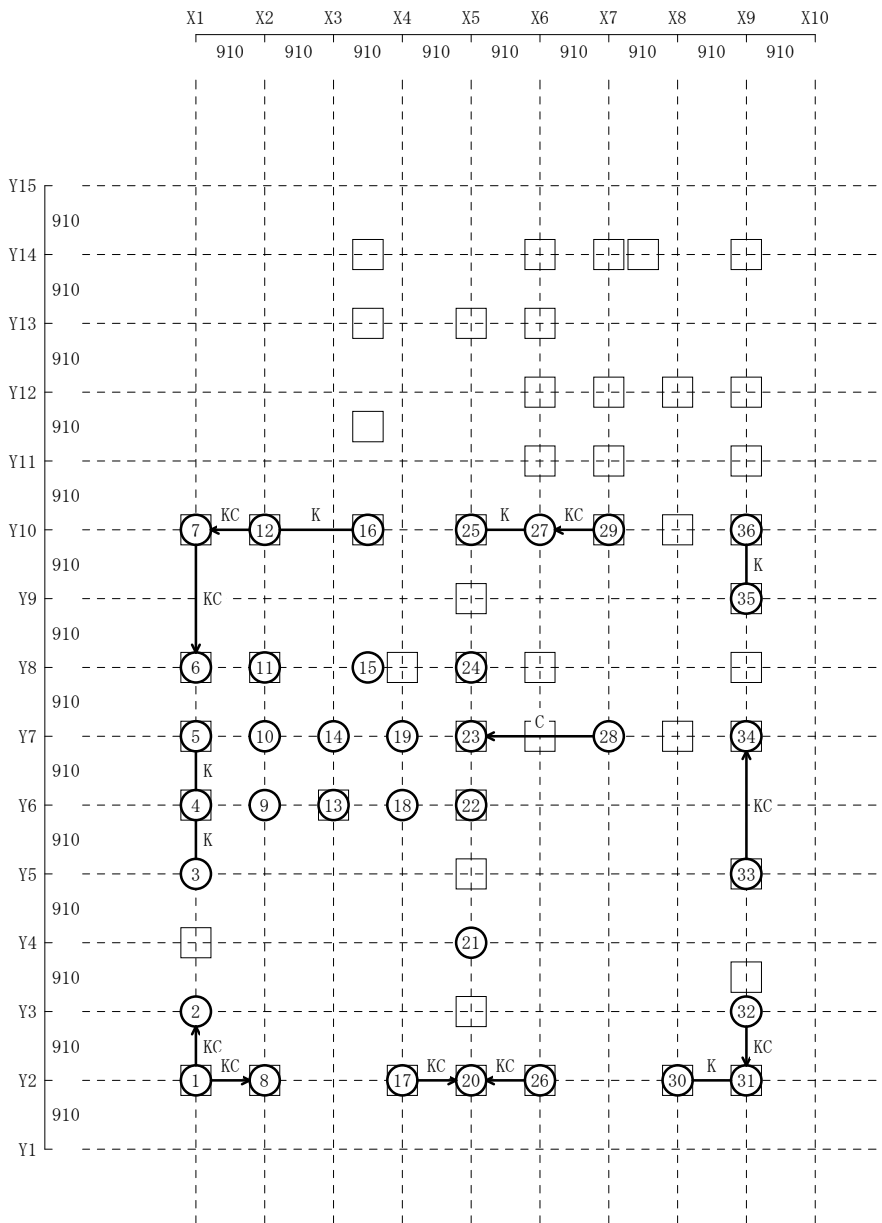 X1 X2 X3 X4 X5 X6 X7 X8 X9 X10
910 910 910 910 910 910 910 910 910
Y15
910
Y14
910
Y13
910
Y12
910
Y11
910
KC K K KC
Y10 7 12 16 25 27 29 36
910 K
Y9 KC 35
910
Y8 6 11 15 24
910
C
Y7 5 10 14 19 23 28 34
910 K
Y6 4 9 13 18 22 KC
910 K
Y5 3 33
910
Y4 21
910
Y3 2 32
910 KC KC
KC KC KC K
Y2 1 8 17 20 26 30 31
910
Y1